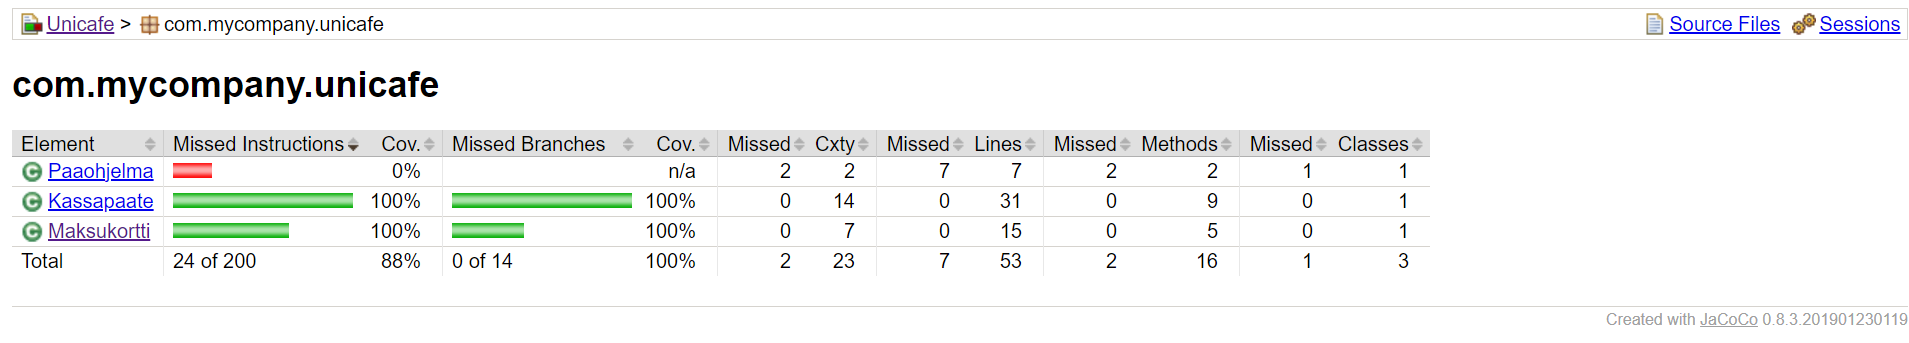 Unicafe > com.mycompany.unicafe Source Files Sessions
com.mycompany.unicafe
Element Missed Instructions Cov. Missed Branches Cov. Missed Cxty Missed Lines Missed Methods Missed Classes
Paaohjelma 0% n/a 2 2 7 7 2 2 1 1
Kassapaate 100% 100% 0 14 0 31 0 9 0 1
Maksukortti 100% 100% 0 7 0 15 0 5 0 1
Total 24 of 200 88% 0 of 14 100% 2 23 7 53 2 16 1 3
Created with JaCoCo 0.8.3.201901230119